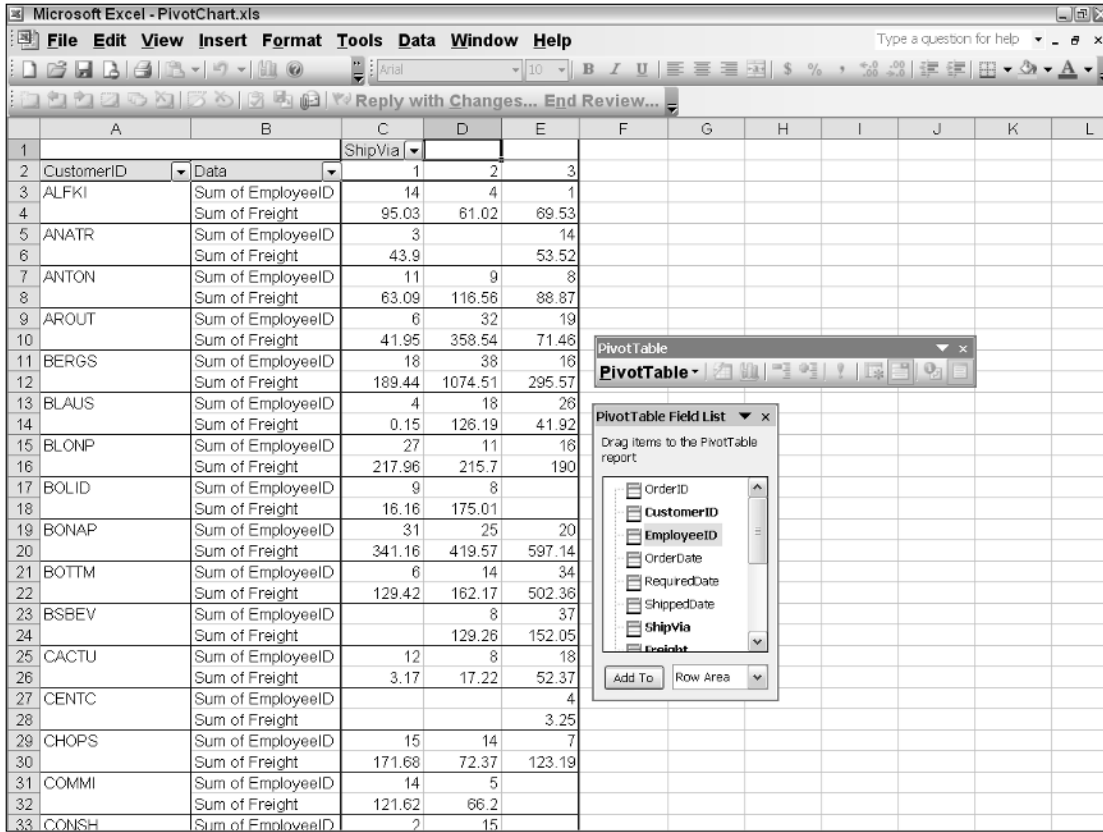 Microsoft Excel - PivotChart.xls
File Edit View Insert Format Tools Data Window Help Type a question for help
Arial 10 B I U $ % , A
Reply with Changes... End Review...
A B C D E F G H I J K L
1 ShipVia
2 CustomerID Data 1 2 3
3 ALFKI Sum of EmployeeID 14 4 1
4 Sum of Freight 95.03 61.02 69.53
5 ANATR Sum of EmployeeID 3 14
6 Sum of Freight 43.9 53.52
7 ANTON Sum of EmployeeID 11 9 8
8 Sum of Freight 63.09 116.56 88.87
9 AROUT Sum of EmployeeID 6 32 19
10 Sum of Freight 41.95 358.54 71.46
11 BERGS Sum of EmployeeID 18 38 16
12 Sum of Freight 189.44 1074.51 295.57
13 BLAUS Sum of EmployeeID 4 18 26
14 Sum of Freight 0.15 126.19 41.92
15 BLONP Sum of EmployeeID 27 11 16
16 Sum of Freight 217.96 215.7 190
17 BOLID Sum of EmployeeID 9 8
18 Sum of Freight 16.16 175.01
19 BONAP Sum of EmployeeID 31 25 20
20 Sum of Freight 341.16 419.57 597.14
21 BOTTM Sum of EmployeeID 6 14 34
22 Sum of Freight 129.42 162.17 502.36
23 BSBEV Sum of EmployeeID 8 37
24 Sum of Freight 129.26 152.05
25 CACTU Sum of EmployeeID 12 8 18
26 Sum of Freight 3.17 17.22 52.37
27 CENTC Sum of EmployeeID 4
28 Sum of Freight 3.25
29 CHOPS Sum of EmployeeID 15 14 7
30 Sum of Freight 171.68 72.37 123.19
31 COMMI Sum of EmployeeID 14 5
32 Sum of Freight 121.62 66.2
33 CONSH Sum of EmployeeID 2 15
PivotTable
PivotTable
PivotTable Field List
Drag items to the PivotTable
report
OrderID
CustomerID
EmployeeID
OrderDate
RequiredDate
ShippedDate
ShipVia
Freight
Add To Row Area